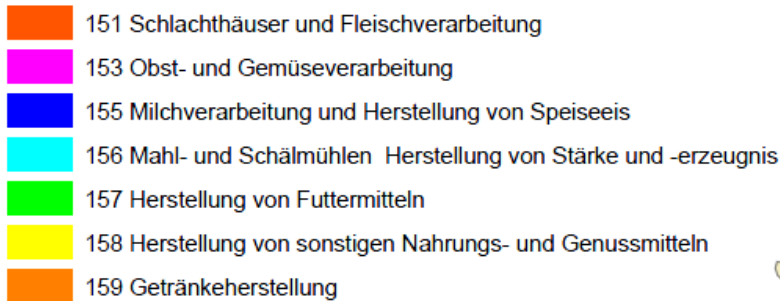 151 Schlachthäuser und Fleischverarbeitung
153 Obst- und Gemüseverarbeitung
155 Milchverarbeitung und Herstellung von Speiseeis
156 Mahl- und Schälmühlen Herstellung von Stärke und -erzeugnis
157 Herstellung von Futtermitteln
158 Herstellung von sonstigen Nahrungs- und Genussmitteln
159 Getränkeherstellung